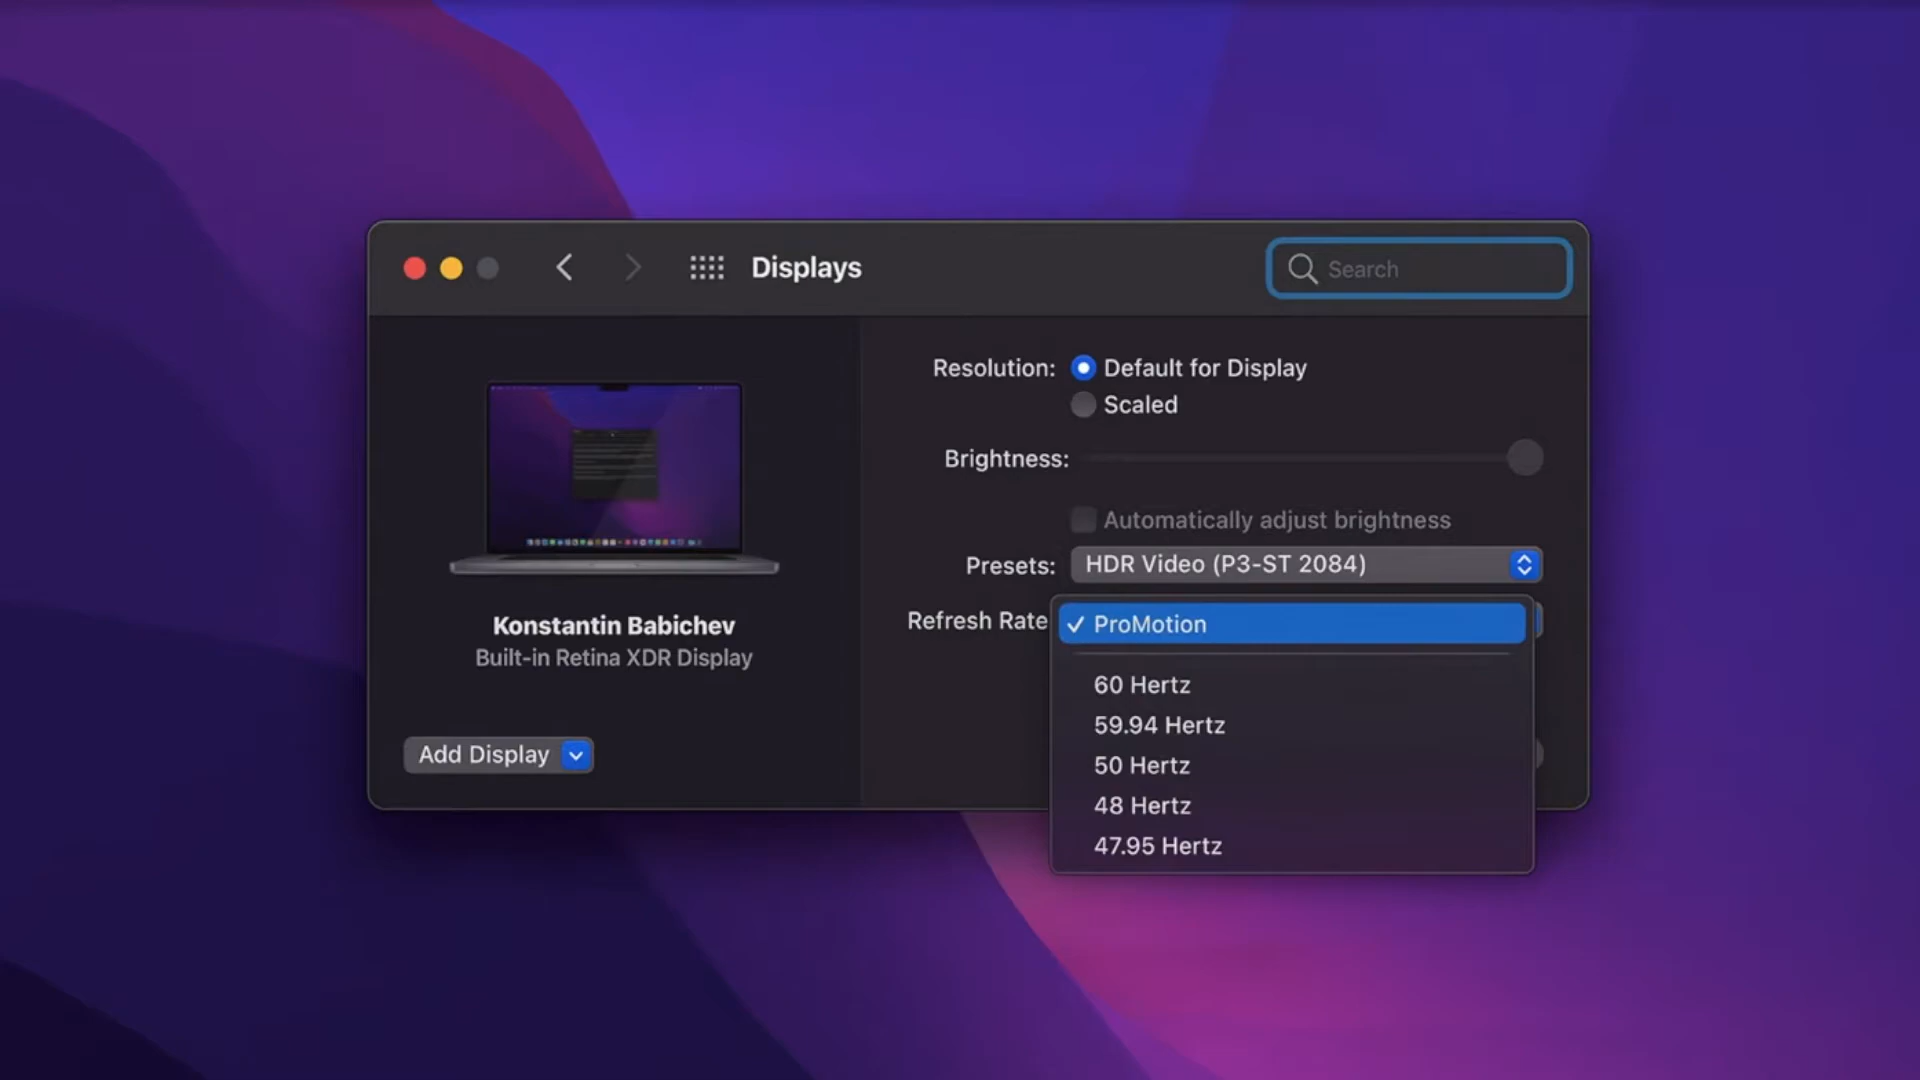 Displays
Search
Resolution: Default for Display
Scaled
Brightness:
Automatically adjust brightness
Presets: HDR Video (P3-ST 2084)
Refresh Rate ✓ ProMotion
60 Hertz
59.94 Hertz
50 Hertz
48 Hertz
47.95 Hertz
Konstantin Babichev
Built-in Retina XDR Display
Add Display